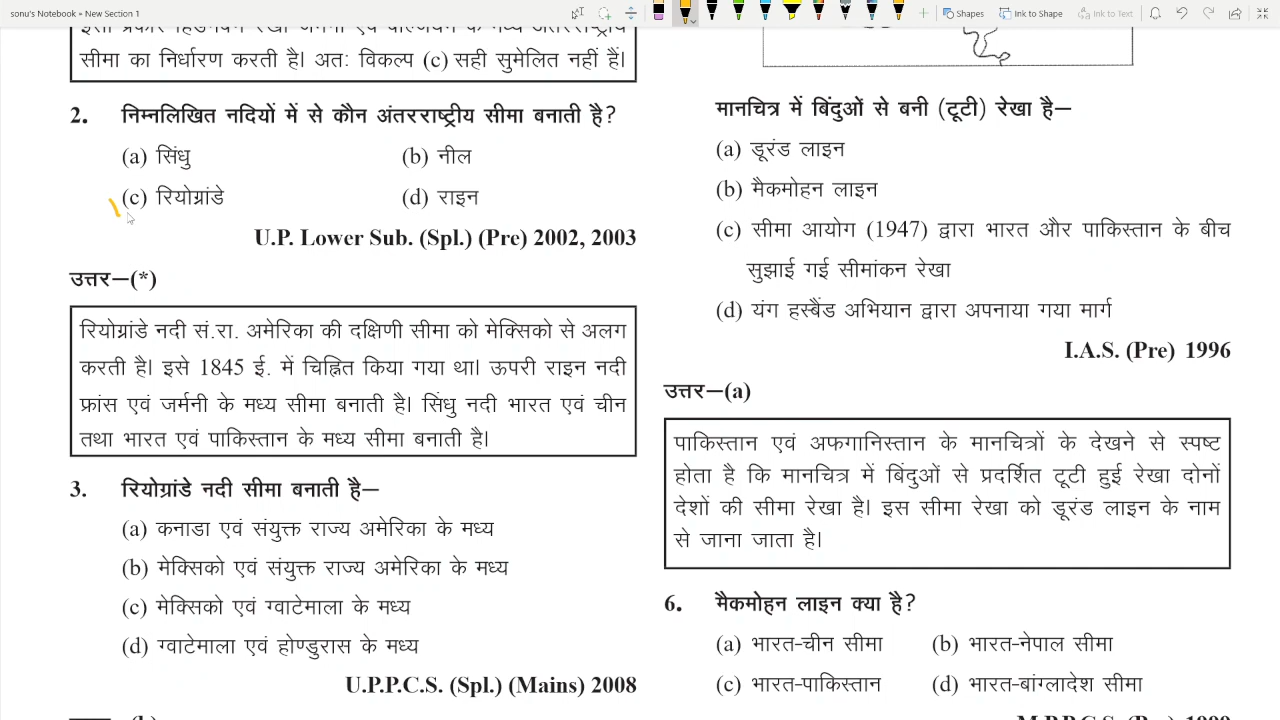 sonu's Notebook » New Section 1
Shapes
Ink to Shape
Ink to Text
सीमा का निर्धारण करती है। अतः विकल्प (c) सही सुमेलित नहीं हैं।
2. निम्नलिखित नदियों में से कौन अंतरराष्ट्रीय सीमा बनाती है?
(a) सिंधु (b) नील
(c) रियोग्रांडे (d) राइन
U.P. Lower Sub. (Spl.) (Pre) 2002, 2003
उत्तर–(*)
रियोग्रांडे नदी सं.रा. अमेरिका की दक्षिणी सीमा को मेक्सिको से अलग
करती है। इसे 1845 ई. में चिह्नित किया गया था। ऊपरी राइन नदी
फ्रांस एवं जर्मनी के मध्य सीमा बनाती है। सिंधु नदी भारत एवं चीन
तथा भारत एवं पाकिस्तान के मध्य सीमा बनाती है।
3. रियोग्रांडे नदी सीमा बनाती है–
(a) कनाडा एवं संयुक्त राज्य अमेरिका के मध्य
(b) मेक्सिको एवं संयुक्त राज्य अमेरिका के मध्य
(c) मेक्सिको एवं ग्वाटेमाला के मध्य
(d) ग्वाटेमाला एवं होण्डुरास के मध्य
U.P.P.C.S. (Spl.) (Mains) 2008
मानचित्र में बिंदुओं से बनी (टूटी) रेखा है–
(a) डूरंड लाइन
(b) मैकमोहन लाइन
(c) सीमा आयोग (1947) द्वारा भारत और पाकिस्तान के बीच
सुझाई गई सीमांकन रेखा
(d) यंग हस्बैंड अभियान द्वारा अपनाया गया मार्ग
I.A.S. (Pre) 1996
उत्तर–(a)
पाकिस्तान एवं अफगानिस्तान के मानचित्रों के देखने से स्पष्ट
होता है कि मानचित्र में बिंदुओं से प्रदर्शित टूटी हुई रेखा दोनों
देशों की सीमा रेखा है। इस सीमा रेखा को डूरंड लाइन के नाम
से जाना जाता है।
6. मैकमोहन लाइन क्या है?
(a) भारत-चीन सीमा (b) भारत-नेपाल सीमा
(c) भारत-पाकिस्तान (d) भारत-बांग्लादेश सीमा